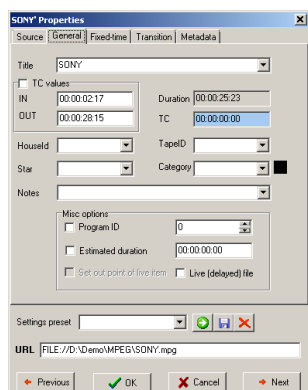 SONY' Properties
Source General Fixed-time Transition Metadata
Title SONY
TC values
IN 00:00:02:17 Duration 00:00:25:23
OUT 00:00:28:15 TC 00:00:00:00
HouseId TapeID
Star Category
Notes
Misc options
Program ID 0
Estimated duration 00:00:00:00
Set out point of live item Live (delayed) file
Settings preset
URL FILE://D:\Demo\MPEG\SONY.mpg
Previous OK Cancel Next